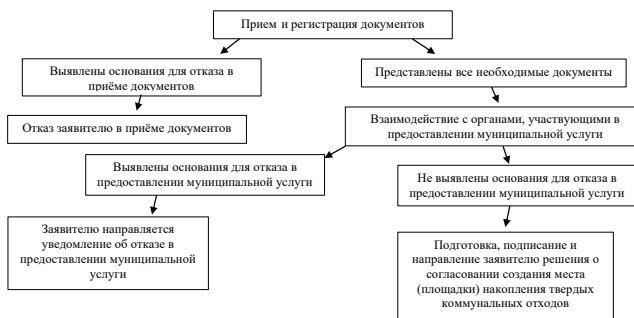 Прием и регистрация документов
Выявлены основания для отказа в
приёме документов
Представлены все необходимые документы
Отказ заявителю в приёме документов
Взаимодействие с органами, участвующими в
предоставлении муниципальной услуги
Выявлены основания для отказа в
предоставлении муниципальной услуги
Не выявлены основания для отказа в
предоставлении муниципальной услуги
Заявителю направляется
уведомление об отказе в
предоставлении муниципальной
услуги
Подготовка, подписание и
направление заявителю решения о
согласовании создания места
(площадки) накопления твердых
коммунальных отходов